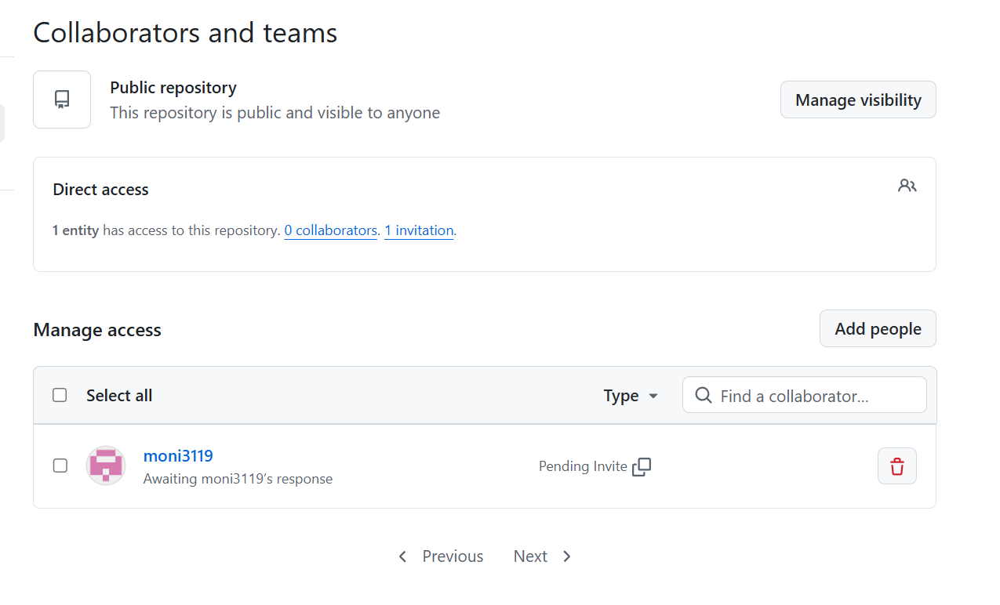 Collaborators and teams
Public repository
This repository is public and visible to anyone
Manage visibility
Direct access
1 entity has access to this repository. 0 collaborators. 1 invitation.
Manage access
Add people
Select all
Type
Find a collaborator...
moni3119
Awaiting moni3119’s response
Pending Invite
Previous
Next